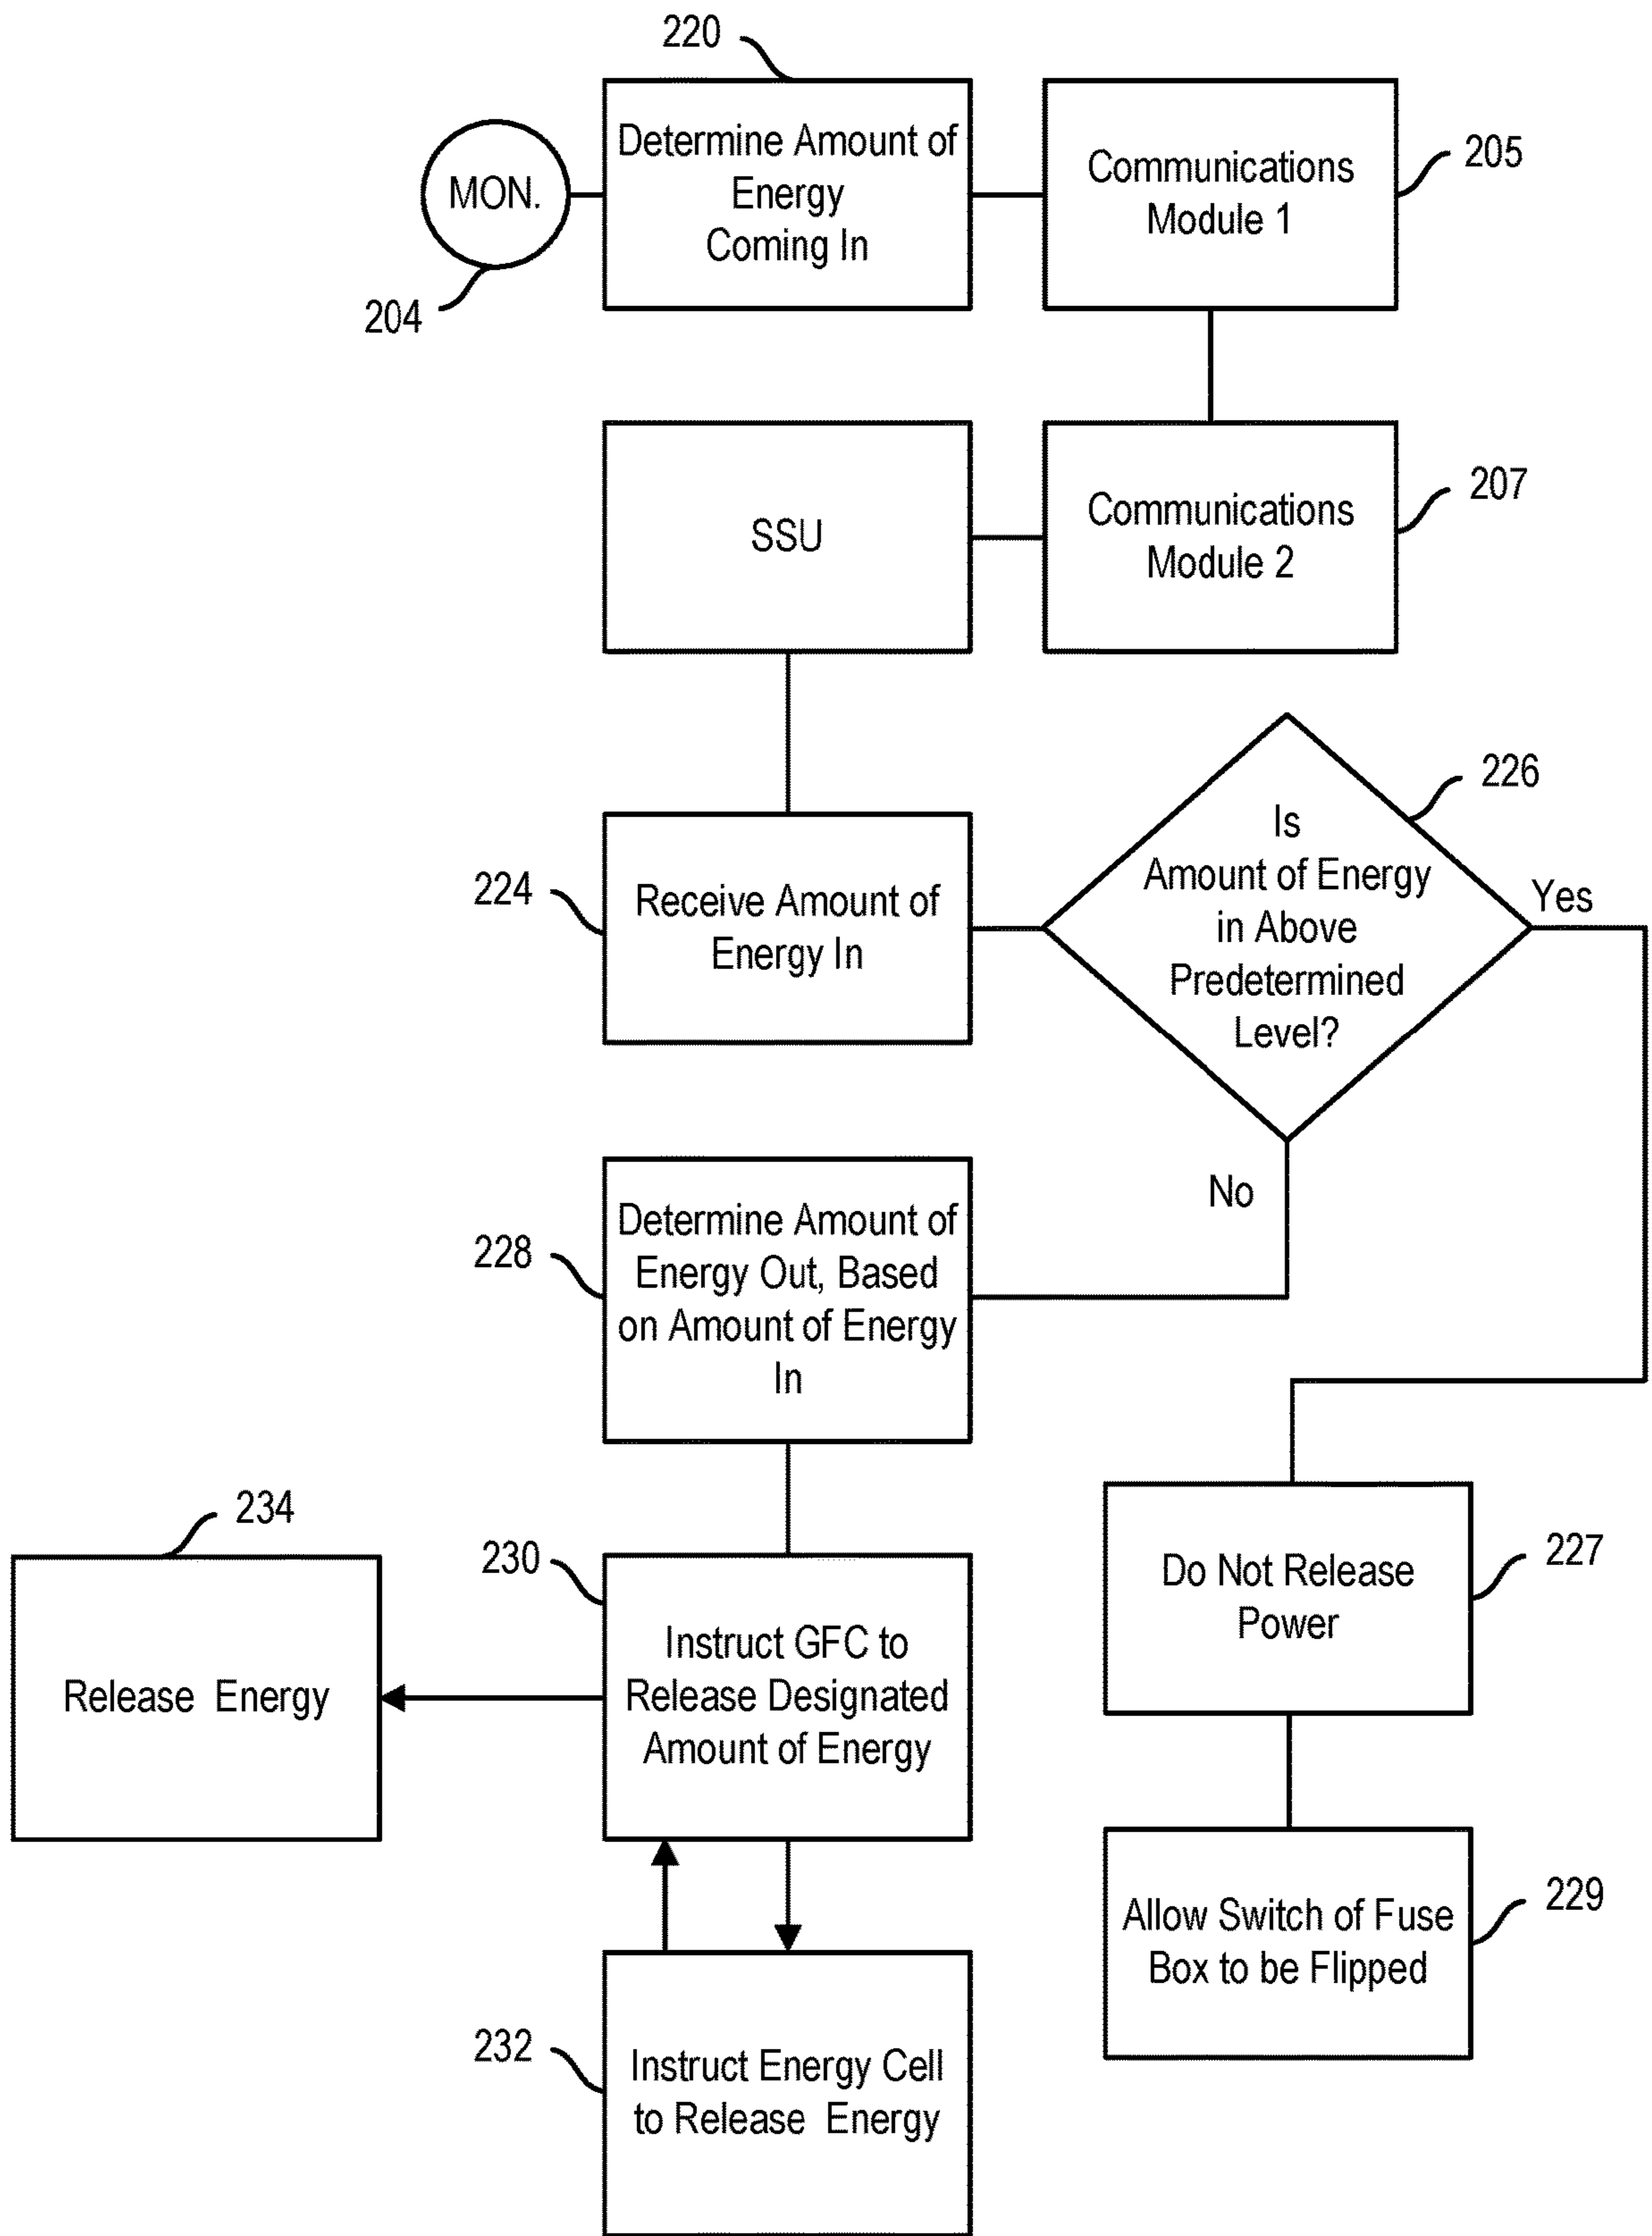 220
Determine Amount of
Energy
Coming In
Communications
Module 1
205
MON.
204
SSU
Communications
Module 2
207
226
Is
Amount of Energy
in Above
Predetermined
Level?
Yes
224
Receive Amount of
Energy In
No
228
Determine Amount of
Energy Out, Based
on Amount of Energy
In
234
Release Energy
230
Instruct GFC to
Release Designated
Amount of Energy
Do Not Release
Power
227
Allow Switch of Fuse
Box to be Flipped
229
232
Instruct Energy Cell
to Release Energy